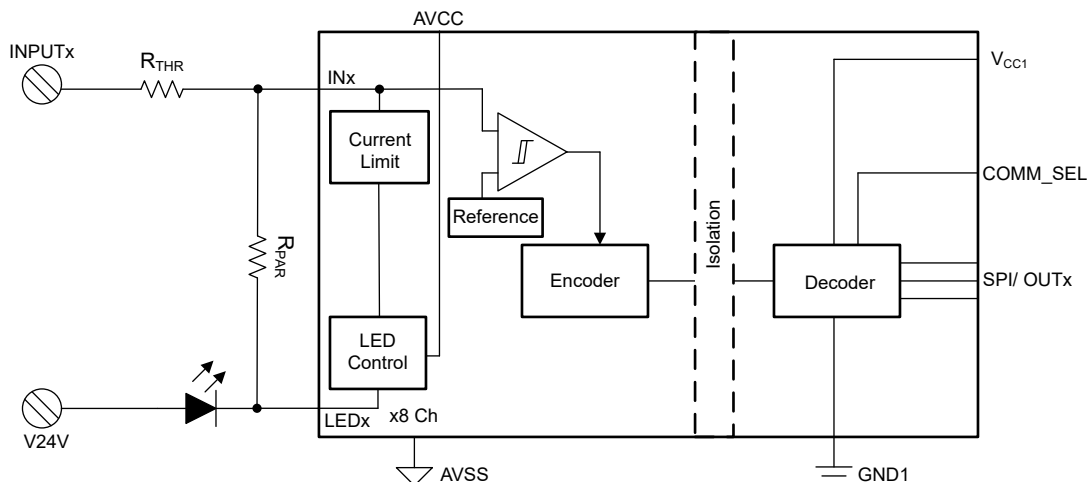 AVCC
INPUTx
RTHR
INx
VCC1
Current
Limit
COMM_SEL
Reference
Isolation
RPAR
Encoder
Decoder
SPI/ OUTx
LED
Control
LEDx
x8 Ch
V24V
AVSS
GND1